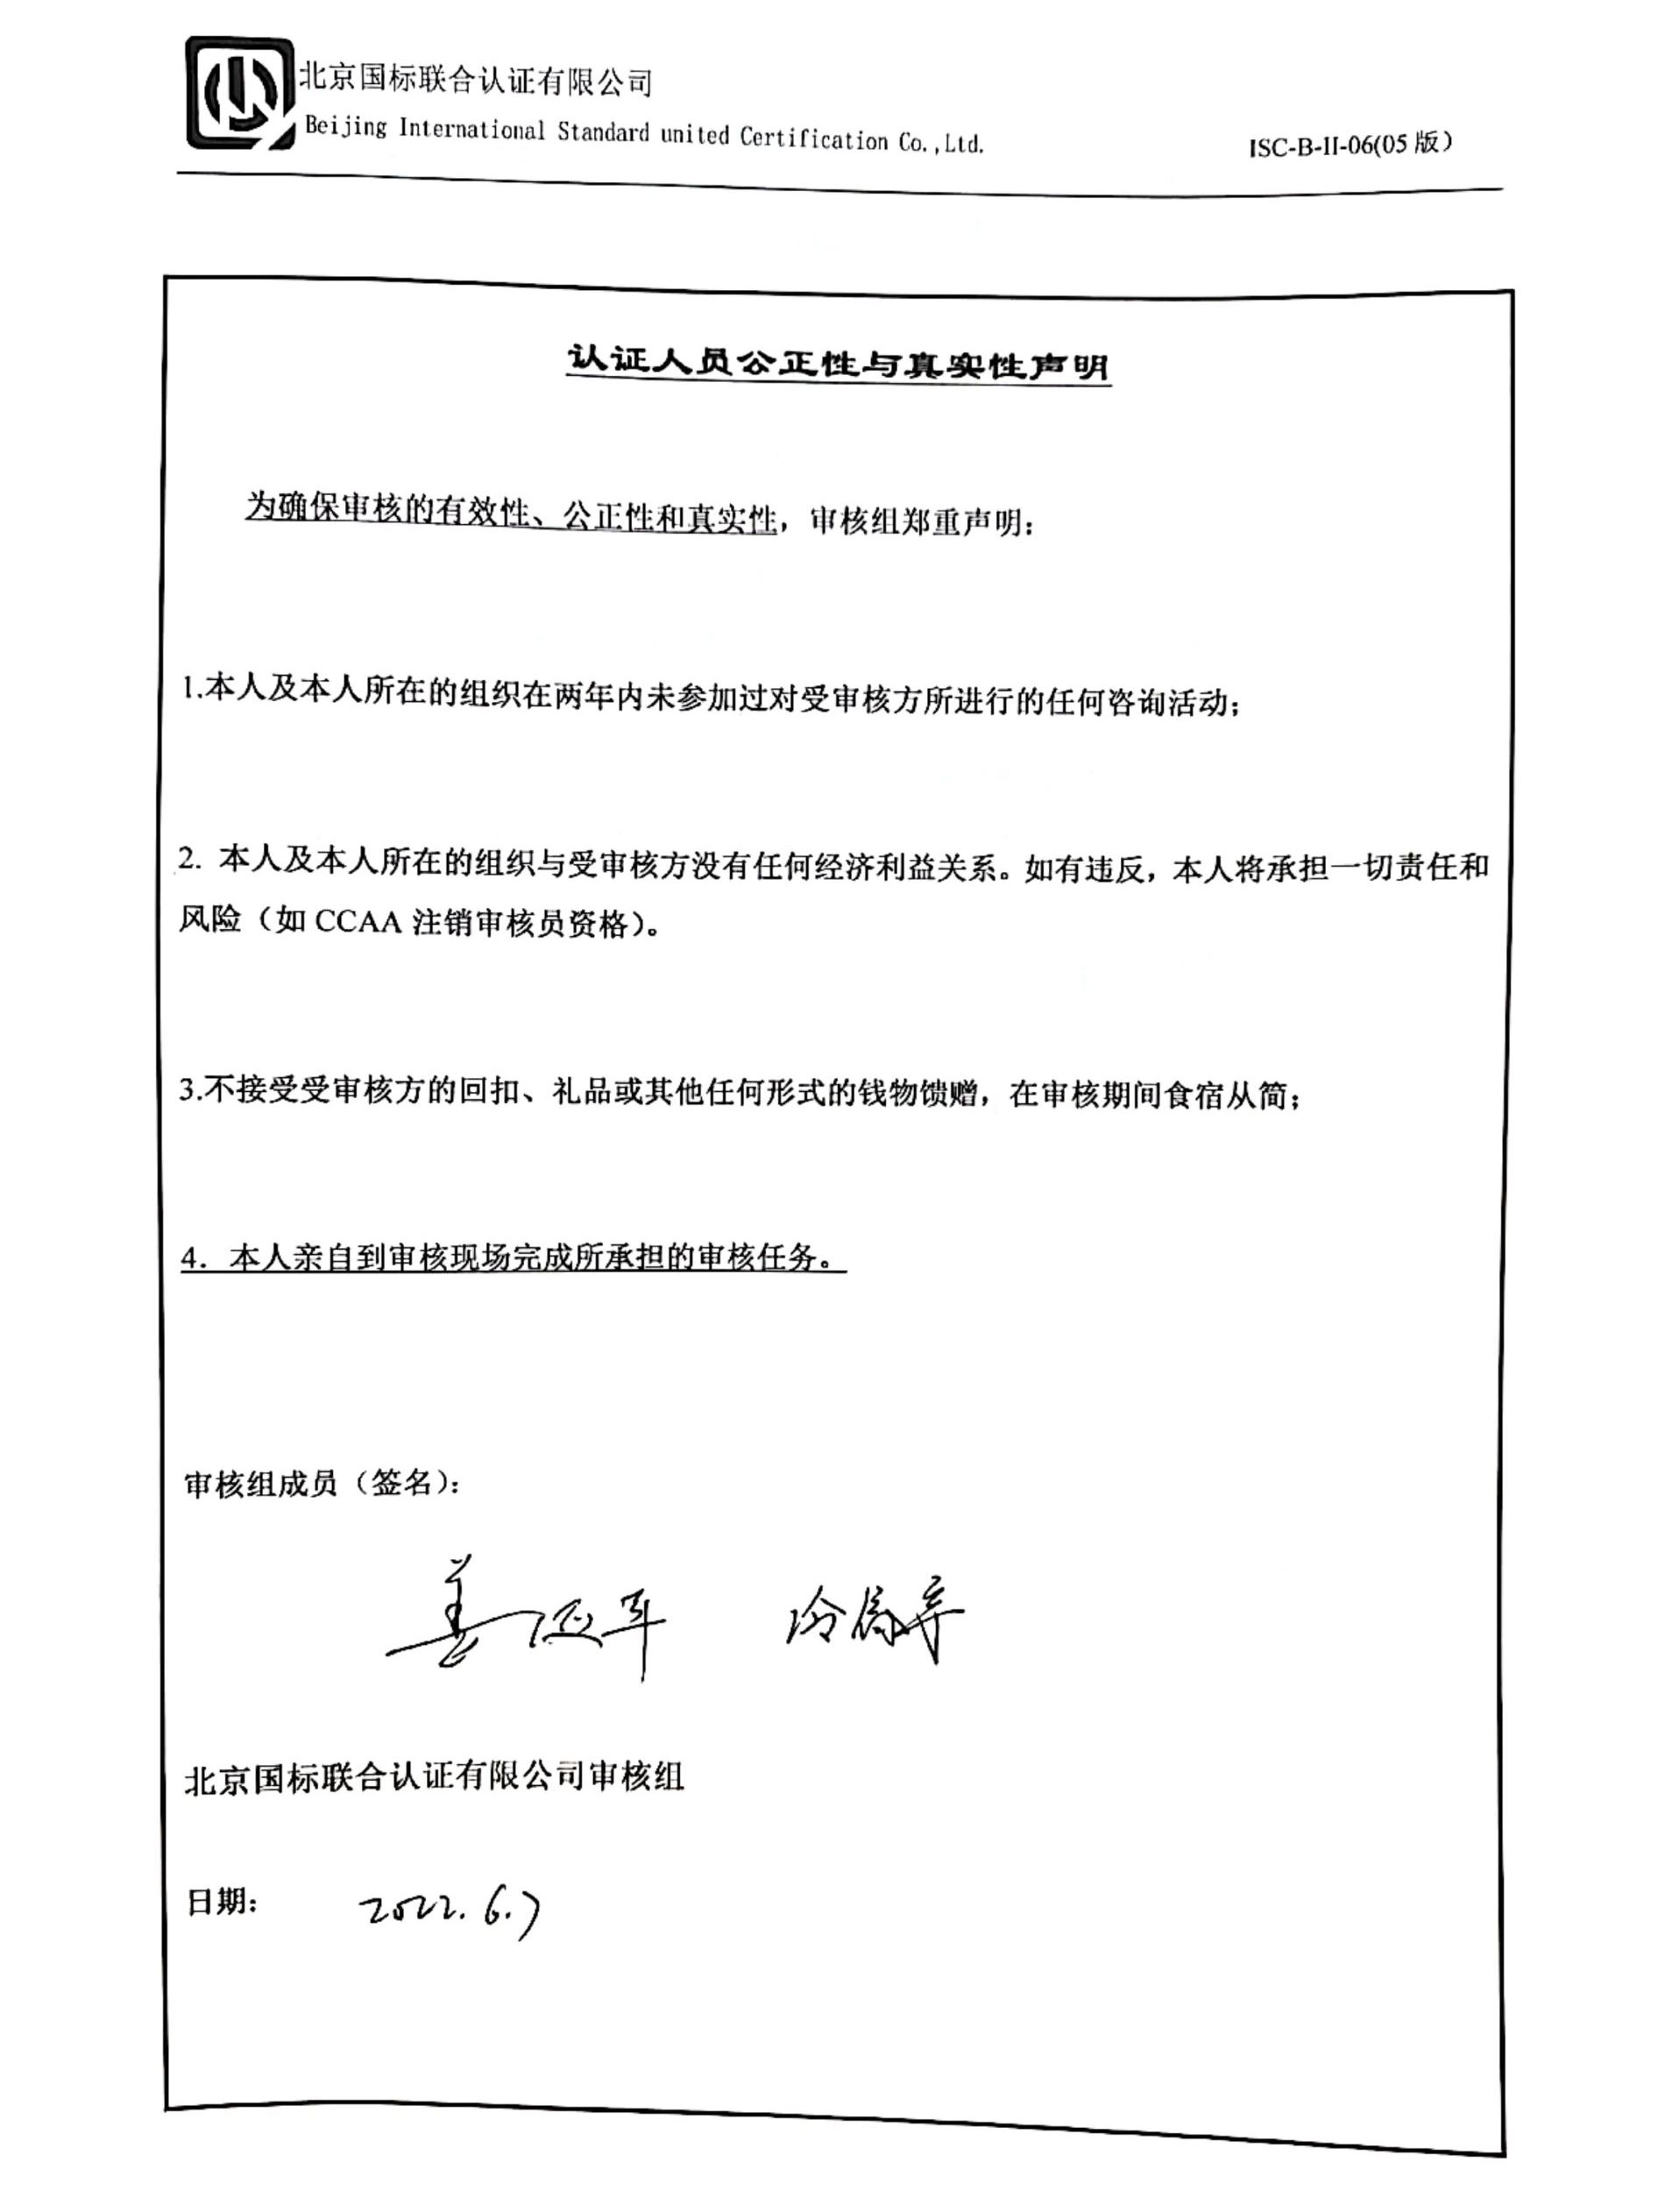 北京国标联合认证有限公司
Beijing International Standard united Certification Co.,Ltd.
ISC-B-II-06(05版)
认证人员公正性与真实性声明
为确保审核的有效性、公正性和真实性，审核组郑重声明：
1.本人及本人所在的组织在两年内未参加过对受审核方所进行的任何咨询活动；
2. 本人及本人所在的组织与受审核方没有任何经济利益关系。如有违反，本人将承担一切责任和
风险（如 CCAA 注销审核员资格）。
3.不接受受审核方的回扣、礼品或其他任何形式的钱物馈赠，在审核期间食宿从简；
4. 本人亲自到审核现场完成所承担的审核任务。
审核组成员（签名）：
北京国标联合认证有限公司审核组
日期： 2022.6.7